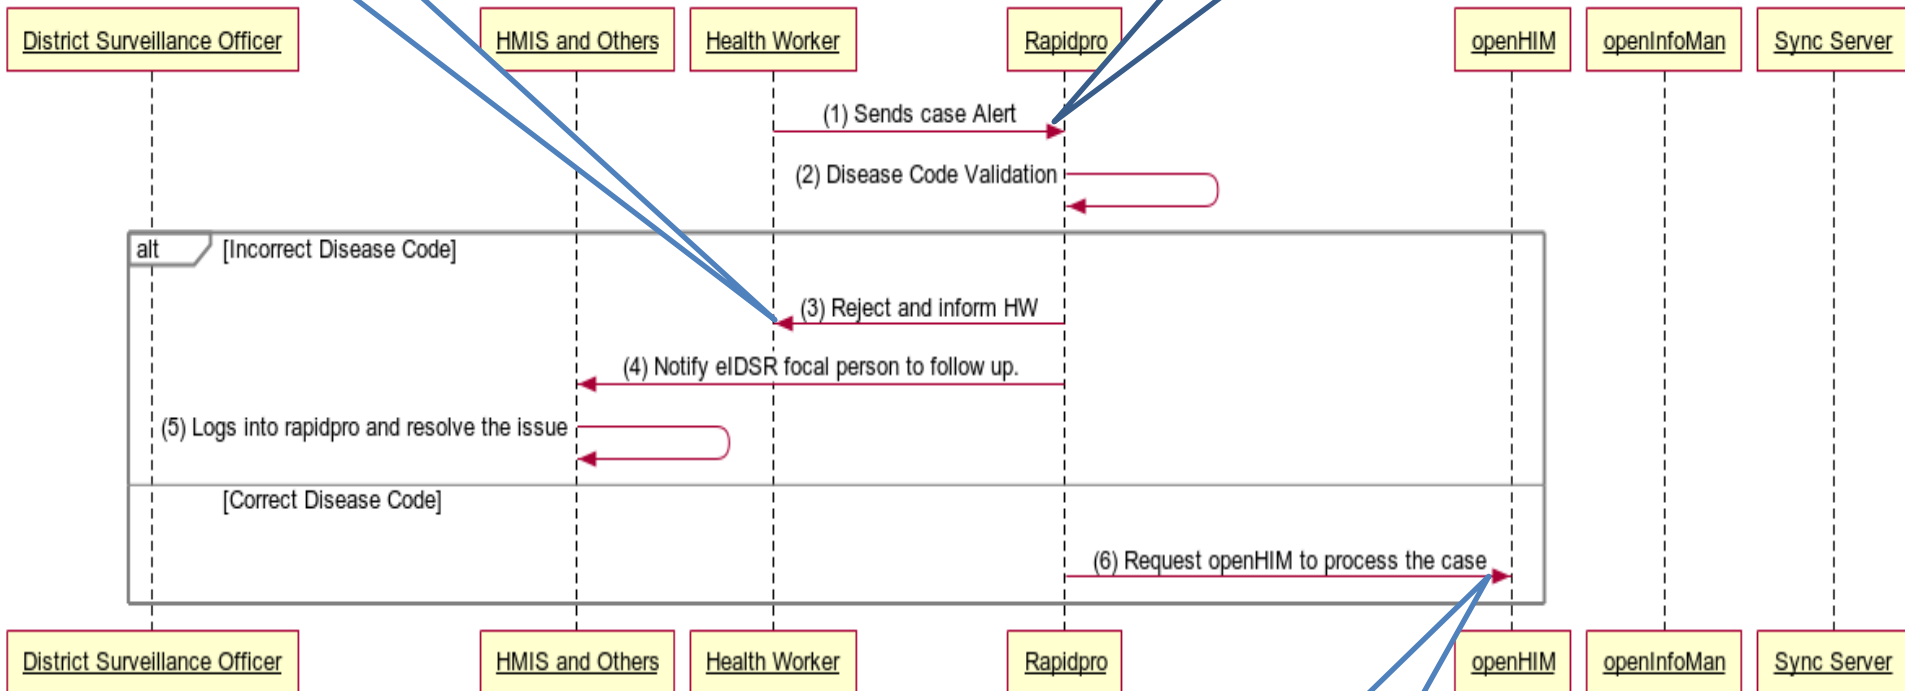 District Surveillance Officer
HMIS and Others
Health Worker
Rapidpro
openHIM
openInfoMan
Sync Server
(1) Sends case Alert
(2) Disease Code Validation
alt
[Incorrect Disease Code]
(3) Reject and inform HW
(4) Notify eIDSR focal person to follow up.
(5) Logs into rapidpro and resolve the issue
[Correct Disease Code]
(6) Request openHIM to process the case
District Surveillance Officer
HMIS and Others
Health Worker
Rapidpro
openHIM
openInfoMan
Sync Server